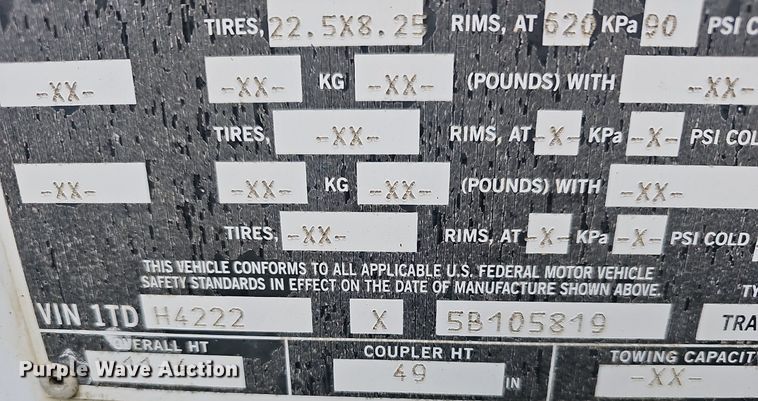 TIRES, 22.5X8.25 RIMS, AT 620 KPa 90 PSI C
-XX- -XX- KG -XX- (POUNDS) WITH -XX-
TIRES, -XX- RIMS, AT -X- KPa -X- PSI COL
-XX- -XX- KG -XX- (POUNDS) WITH -XX-
TIRES, -XX- RIMS, AT -X- KPa -X- PSI COLD
THIS VEHICLE CONFORMS TO ALL APPLICABLE U.S. FEDERAL MOTOR VEHICLE
SAFETY STANDARDS IN EFFECT ON THE DATE OF MANUFACTURE SHOWN ABOVE. TY
VIN 1TD H4222 X 5B105819 TRA
OVERALL HT COUPLER HT TOWING CAPACITY
49 IN -XX-
Purple Wave Auction